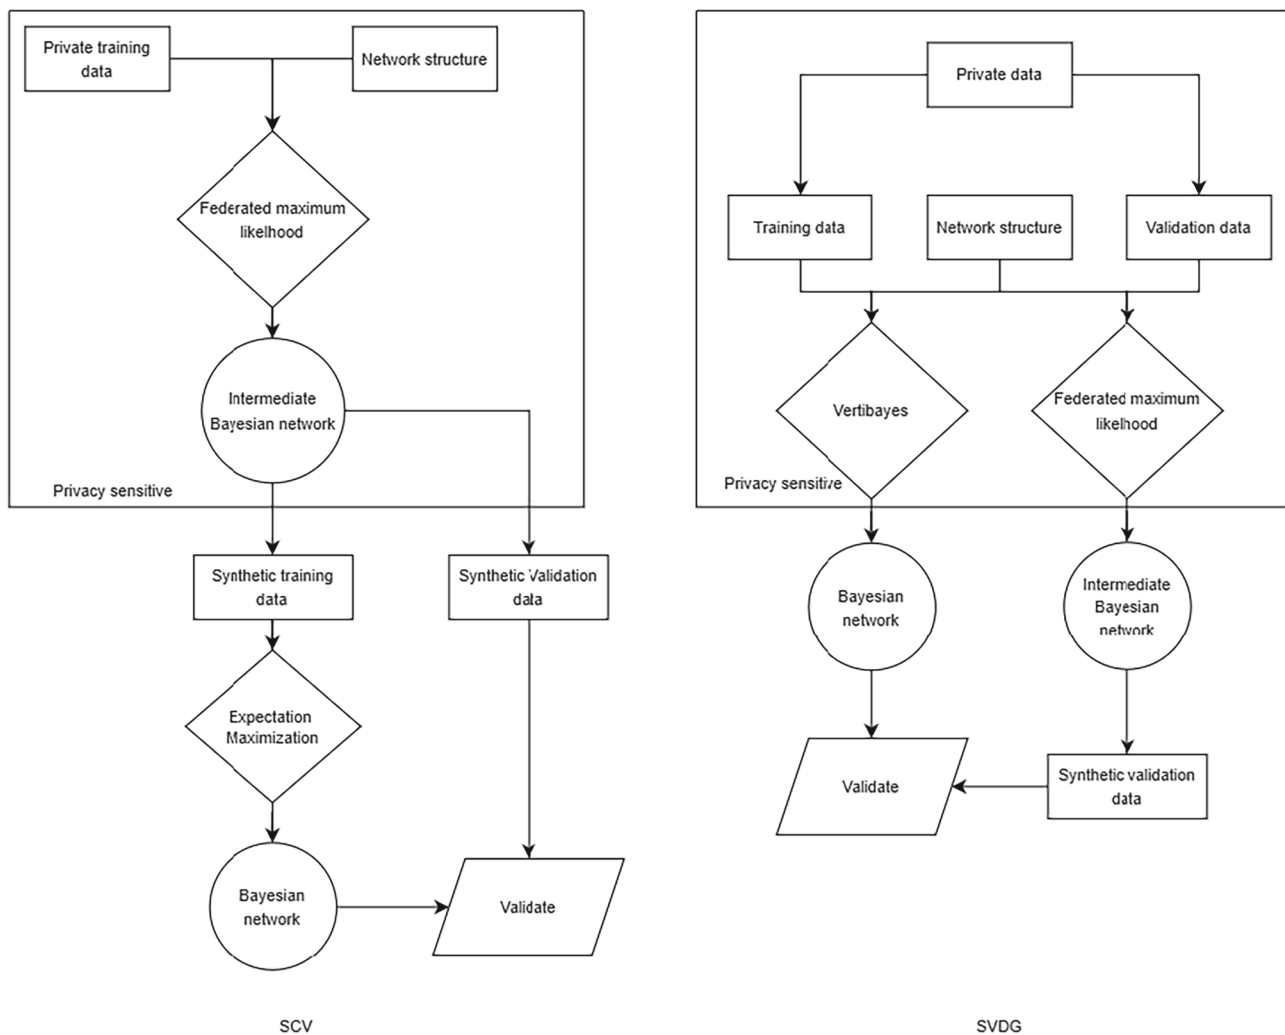 Private training
data
Network structure
Federated maximum
likelhood
Intermediate
Bayesian network
Privacy sensitive
Synthetic training
data
Synthetic Validation
data
Expectation
Maximization
Bayesian
network
Validate
SCV
Private data
Training data
Network structure
Validation data
Vertibayes
Federated maximum
likelhood
Privacy sensitive
Bayesian
network
Intermediate
Bayesian
network
Validate
Synthetic validation
data
SVDG